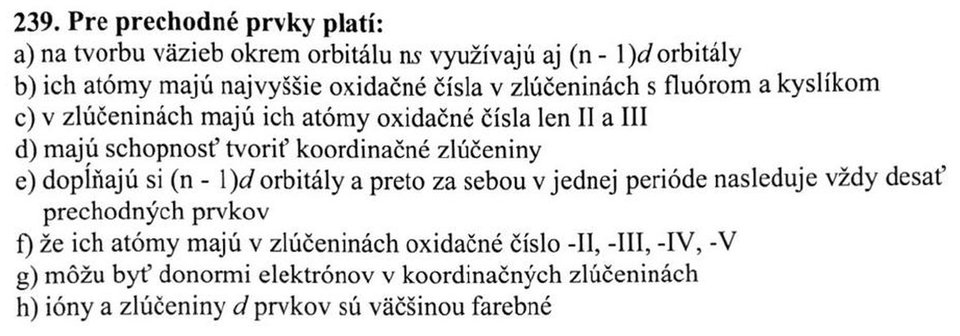 239. Pre prechodné prvky platí:
a) na tvorbu väzieb okrem orbitálu ns využívajú aj (n - 1)d orbitály
b) ich atómy majú najvyššie oxidačné čísla v zlúčeninách s fluórom a kyslíkom
c) v zlúčeninách majú ich atómy oxidačné čísla len II a III
d) majú schopnosť tvoriť koordinačné zlúčeniny
e) dopĺňajú si (n - 1)d orbitály a preto za sebou v jednej perióde nasleduje vždy desať
prechodných prvkov
f) že ich atómy majú v zlúčeninách oxidačné číslo -II, -III, -IV, -V
g) môžu byť donormi elektrónov v koordinačných zlúčeninách
h) ióny a zlúčeniny d prvkov sú väčšinou farebné